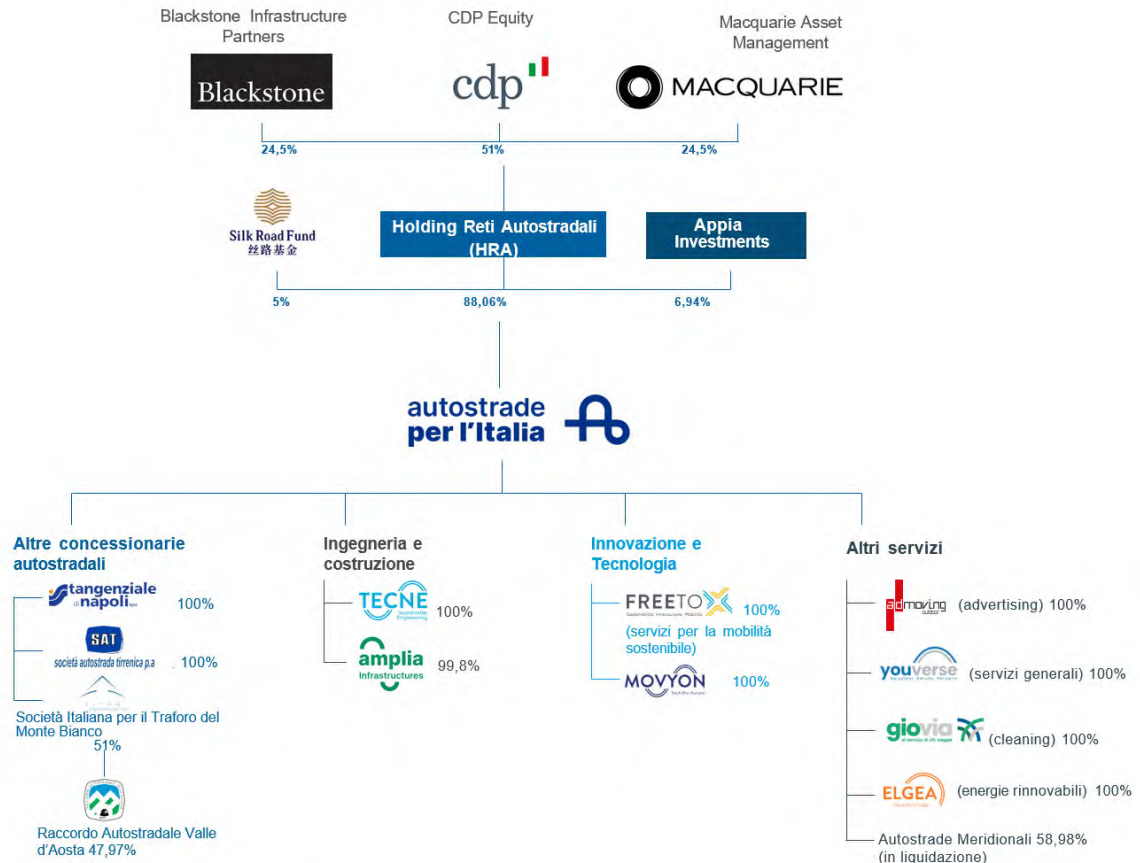 Blackstone Infrastructure
Partners
CDP Equity
Macquarie Asset
Management
Blackstone
cdp
MACQUARIE
24,5%
51%
24,5%
Silk Road Fund
丝路基金
Holding Reti Autostradali
(HRA)
Appia
Investments
5%
88,06%
6,94%
autostrade
per l'Italia
Altre concessionarie
autostradali
tangenziale
di napoli spa
100%
SAT
società autostrada tirrenica p.a
. 100%
Società Italiana per il Traforo del
Monte Bianco
51%
Raccordo Autostradale Valle
d'Aosta 47,97%
Ingegneria e
costruzione
TECNE
100%
amplia
Infrastructures
99,8%
Innovazione e
Tecnologia
FREETO X
100%
(servizi per la mobilità
sostenibile)
MOVYON
100%
Altri servizi
ad moving
(advertising) 100%
youverse
(servizi generali) 100%
giovia
(cleaning) 100%
ELGEA
(energie rinnovabili) 100%
Autostrade Meridionali 58,98%
(in liquidazione)